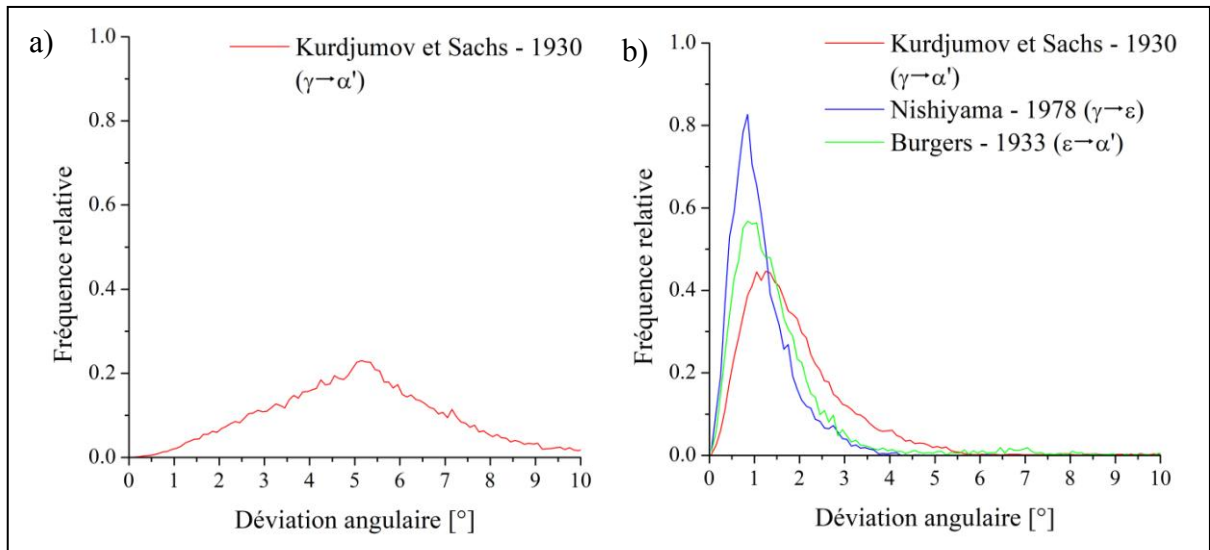 a)
Kurdjumov et Sachs - 1930
(γ→α')
Fréquence relative
1.0
0.8
0.6
0.4
0.2
0.0
0 1 2 3 4 5 6 7 8 9 10
Déviation angulaire [°]
b)
Kurdjumov et Sachs - 1930
(γ→α')
Nishiyama - 1978 (γ→ε)
Burgers - 1933 (ε→α')
Fréquence relative
1.0
0.8
0.6
0.4
0.2
0.0
0 1 2 3 4 5 6 7 8 9 10
Déviation angulaire [°]